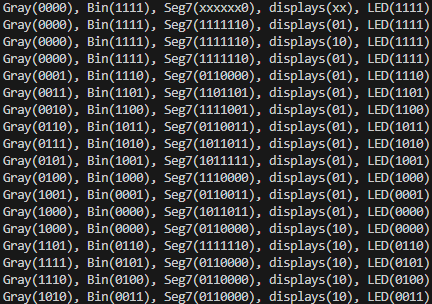 Gray(0000), Bin(1111), Seg7(xxxxxx0), displays(xx), LED(1111)
Gray(0000), Bin(1111), Seg7(1111110), displays(01), LED(1111)
Gray(0000), Bin(1111), Seg7(1111110), displays(10), LED(1111)
Gray(0000), Bin(1111), Seg7(1111110), displays(01), LED(1111)
Gray(0001), Bin(1110), Seg7(0110000), displays(01), LED(1110)
Gray(0011), Bin(1101), Seg7(1101101), displays(01), LED(1101)
Gray(0010), Bin(1100), Seg7(1111001), displays(01), LED(1100)
Gray(0110), Bin(1011), Seg7(0110011), displays(01), LED(1011)
Gray(0111), Bin(1010), Seg7(1011011), displays(01), LED(1010)
Gray(0101), Bin(1001), Seg7(1011111), displays(01), LED(1001)
Gray(0100), Bin(1000), Seg7(1110000), displays(01), LED(1000)
Gray(1001), Bin(0001), Seg7(0110011), displays(01), LED(0001)
Gray(1000), Bin(0000), Seg7(1011011), displays(01), LED(0000)
Gray(1000), Bin(0000), Seg7(0110000), displays(10), LED(0000)
Gray(1101), Bin(0110), Seg7(1111110), displays(10), LED(0110)
Gray(1111), Bin(0101), Seg7(0110000), displays(10), LED(0101)
Gray(1110), Bin(0100), Seg7(0110000), displays(10), LED(0100)
Gray(1010), Bin(0011), Seg7(0110000), displays(10), LED(0011)